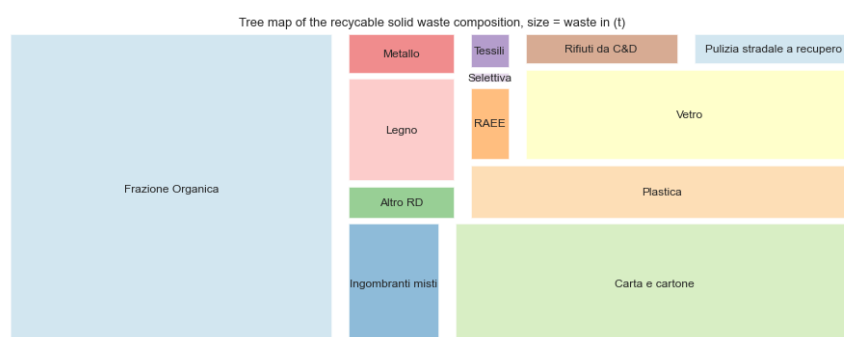 Tree map of the recycable solid waste composition, size = waste in (t)
Metallo
Tessili
Rifiuti da C&D
Pulizia stradale a recupero
Selettiva
Vetro
Legno
RAEE
Frazione Organica
Plastica
Altro RD
Ingombranti misti
Carta e cartone